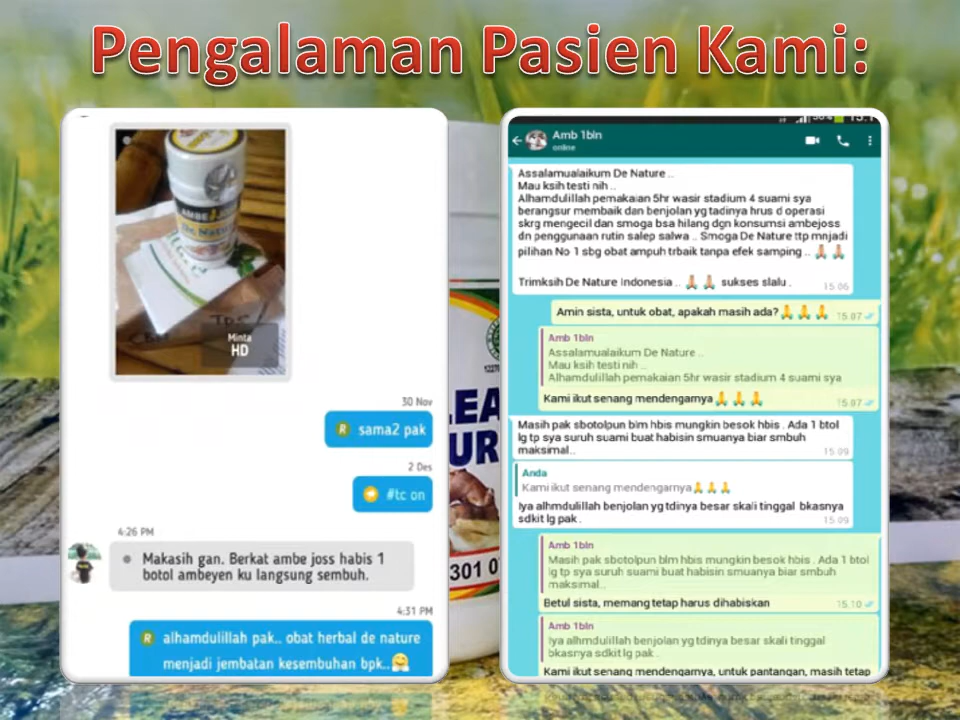 Pengalaman Pasien Kami:
AMBEJOSS
De Nature
Minta
HD
30 Nov
R sama2 pak
2 Des
#tc on
4:26 PM
Makasih gan. Berkat ambe joss habis 1
botol ambeyen ku langsung sembuh.
4:31 PM
R alhamdulillah pak.. obat herbal de nature
menjadi jembatan kesembuhan bpk..🤗
LEA
UR
301 0
Amb 1bln
online
Assalamualaikum De Nature ..
Mau ksih testi nih ..
Alhamdulillah pemakaian 5hr wasir stadium 4 suami sya
berangsur membaik dan benjolan yg tadinya hrus d operasi
skrg mengecil dan smoga bsa hilang dgn konsumsi ambejoss
dn penggunaan rutin salep salwa .. Smoga De Nature ttp mnjadi
pilihan No 1 sbg obat ampuh trbaik tanpa efek samping .. 🙏 🙏
Trimksih De Nature Indonesia .. 🙏 🙏 sukses slalu .
15.06
Amin sista, untuk obat, apakah masih ada?🙏 🙏 🙏 15.07
Amb 1bln
Assalamualaikum De Nature ..
Mau ksih testi nih ..
Alhamdulillah pemakaian 5hr wasir stadium 4 suami sya
Kami ikut senang mendengarnya🙏 🙏 🙏 15.07
Masih pak sbotolpun blm hbis mungkin besok hbis . Ada 1 btol
lg tp sya suruh suami buat habisin smuanya biar smbuh
maksimal.. 15.09
Anda
Kami ikut senang mendengarnya🙏🙏🙏
Iya alhmdulillah benjolan yg tdinya besar skali tinggal bkasnya
sdkit lg pak . 15.09
Amb 1bln
Masih pak sbotolpun blm hbis mungkin besok hbis . Ada 1 btol
lg tp sya suruh suami buat habisin smuanya biar smbuh
maksimal..
Betul sista, memang tetap harus dihabiskan 15.10
Amb 1bln
Iya alhmdulillah benjolan yg tdinya besar skali tinggal
bkasnya sdkit lg pak .
Kami ikut senang mendengarnya, untuk pantangan, masih tetap